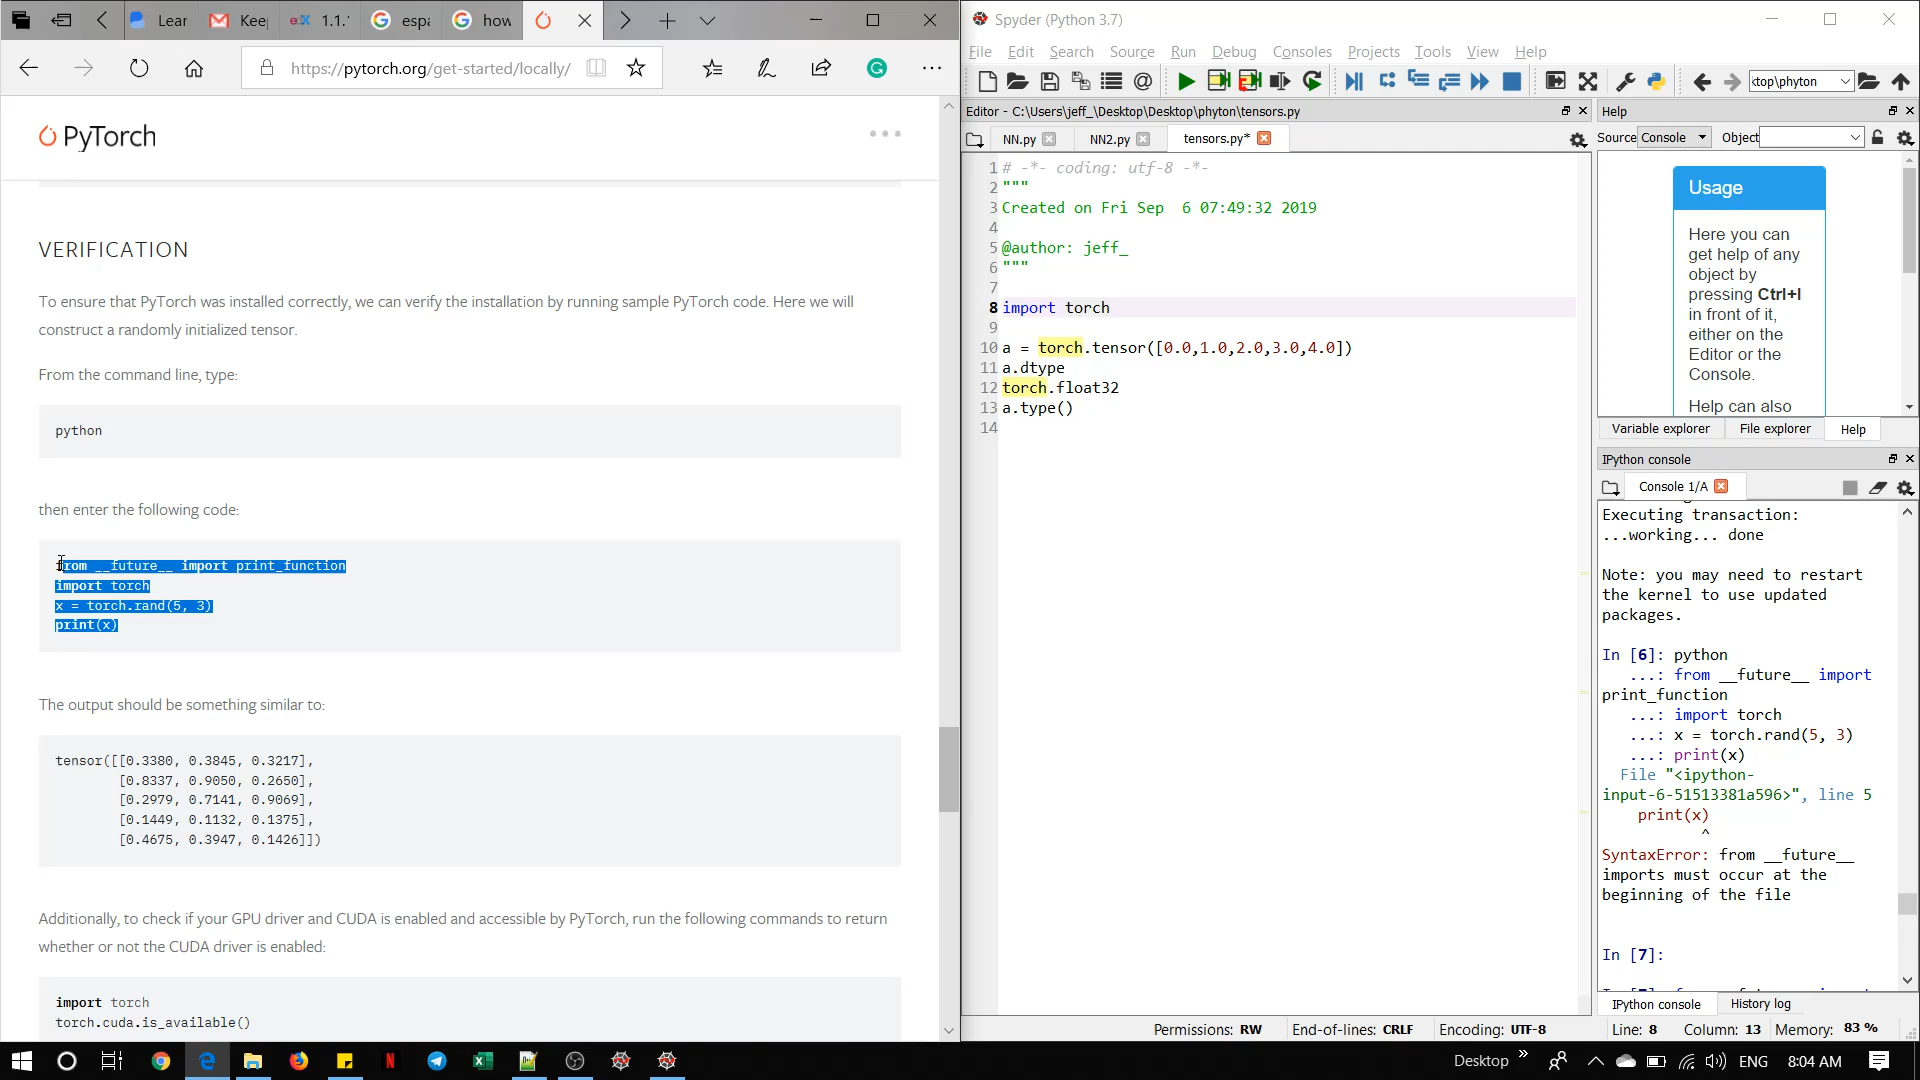 Lear
Kee
1.1.
espa
how
https://pytorch.org/get-started/locally/
PyTorch
VERIFICATION
To ensure that PyTorch was installed correctly, we can verify the installation by running sample PyTorch code. Here we will
construct a randomly initialized tensor.
From the command line, type:
python
then enter the following code:
from __future__ import print_function
import torch
x = torch.rand(5, 3)
print(x)
The output should be something similar to:
tensor([[0.3380, 0.3845, 0.3217],
[0.8337, 0.9050, 0.2650],
[0.2979, 0.7141, 0.9069],
[0.1449, 0.1132, 0.1375],
[0.4675, 0.3947, 0.1426]])
Additionally, to check if your GPU driver and CUDA is enabled and accessible by PyTorch, run the following commands to return
whether or not the CUDA driver is enabled:
import torch
torch.cuda.is_available()
Spyder (Python 3.7)
File Edit Search Source Run Debug Consoles Projects Tools View Help
ktop\phyton
Editor - C:\Users\jeff_\Desktop\Desktop\phyton\tensors.py
NN.py
NN2.py
tensors.py*
1 # -*- coding: utf-8 -*-
2 """
3 Created on Fri Sep  6 07:49:32 2019
4
5 @author: jeff_
6 """
7
8 import torch
9
10 a = torch.tensor([0.0,1.0,2.0,3.0,4.0])
11 a.dtype
12 torch.float32
13 a.type()
14
Help
Source Console Object
Usage
Here you can
get help of any
object by
pressing Ctrl+I
in front of it,
either on the
Editor or the
Console.
Help can also
Variable explorer File explorer Help
IPython console
Console 1/A
Executing transaction:
...working... done
Note: you may need to restart
the kernel to use updated
packages.
In [6]: python
...: from __future__ import
print_function
...: import torch
...: x = torch.rand(5, 3)
...: print(x)
File "<ipython-
input-6-51513381a596>", line 5
print(x)
^
SyntaxError: from __future__
imports must occur at the
beginning of the file
In [7]:
IPython console History log
Permissions: RW End-of-lines: CRLF Encoding: UTF-8 Line: 8 Column: 13 Memory: 83 %
Desktop
ENG
8:04 AM